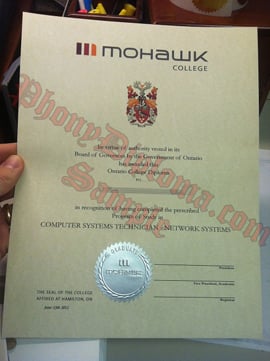 mohawk
COLLEGE
In virtue of authority vested in its
Board of Governors by the Government of Ontario
has awarded this
Ontario College Diploma
to
PhonyDiploma.com
Sample
in recognition of having completed the prescribed
Program of Study in
COMPUTER SYSTEMS TECHNICIAN - NETWORK SYSTEMS
GRADUATE
mohawk
President
Vice President, Academic
Registrar
THE SEAL OF THE COLLEGE
AFFIXED AT HAMILTON, ON